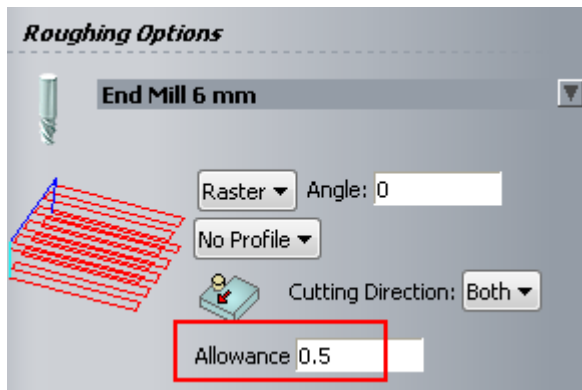 Roughing Options
End Mill 6 mm
Raster Angle: 0
No Profile
Cutting Direction: Both
Allowance 0.5